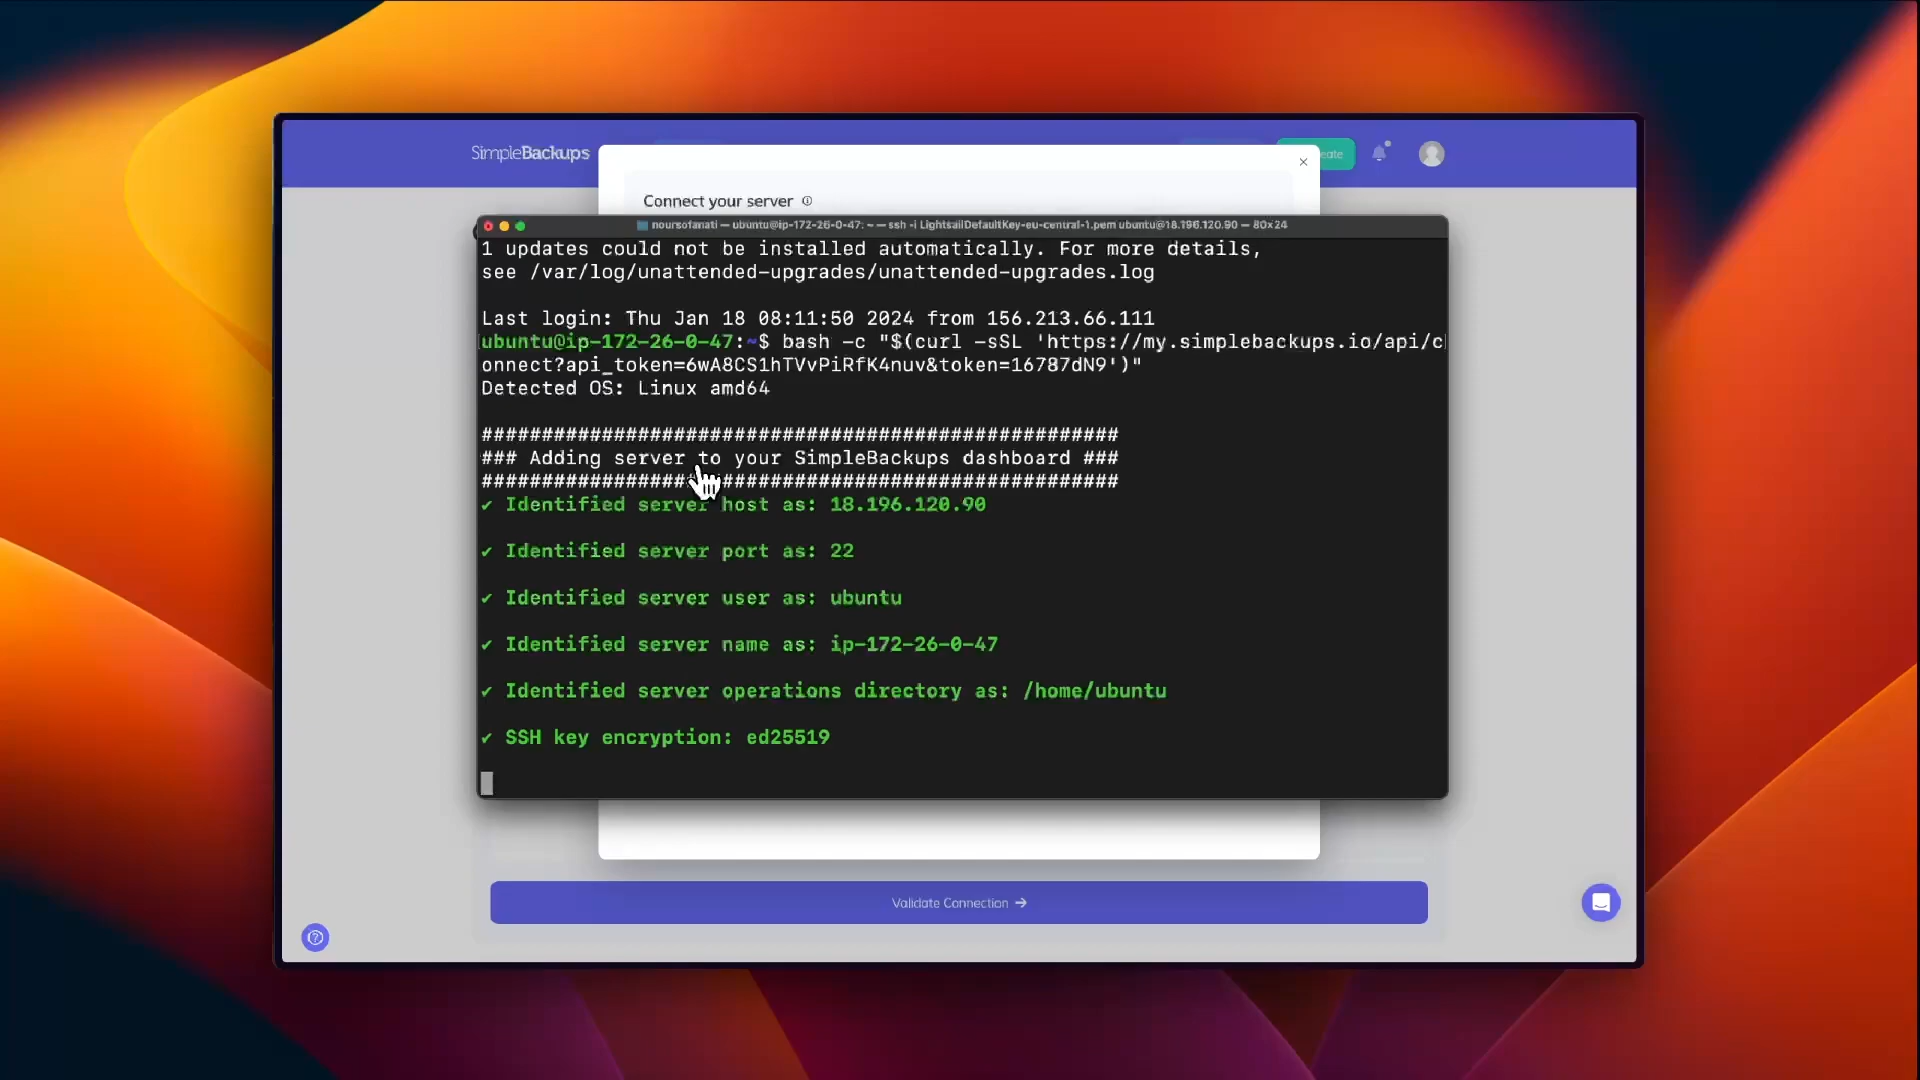 SimpleBackups
eate
Connect your server
noursofanati — ubuntu@ip-172-26-0-47: ~ — ssh -i LightsailDefaultKey-eu-central-1.pem ubuntu@18.196.120.90 — 80x24
1 updates could not be installed automatically. For more details,
see /var/log/unattended-upgrades/unattended-upgrades.log
Last login: Thu Jan 18 08:11:50 2024 from 156.213.66.111
ubuntu@ip-172-26-0-47:~$ bash -c "$(curl -sSL 'https://my.simplebackups.io/api/c
onnect?api_token=6wA8CS1hTVvPiRfK4nuv&token=16787dN9')"
Detected OS: Linux amd64
#####################################################
### Adding server to your SimpleBackups dashboard ###
#####################################################
✔ Identified server host as: 18.196.120.90
✔ Identified server port as: 22
✔ Identified server user as: ubuntu
✔ Identified server name as: ip-172-26-0-47
✔ Identified server operations directory as: /home/ubuntu
✔ SSH key encryption: ed25519
Validate Connection →